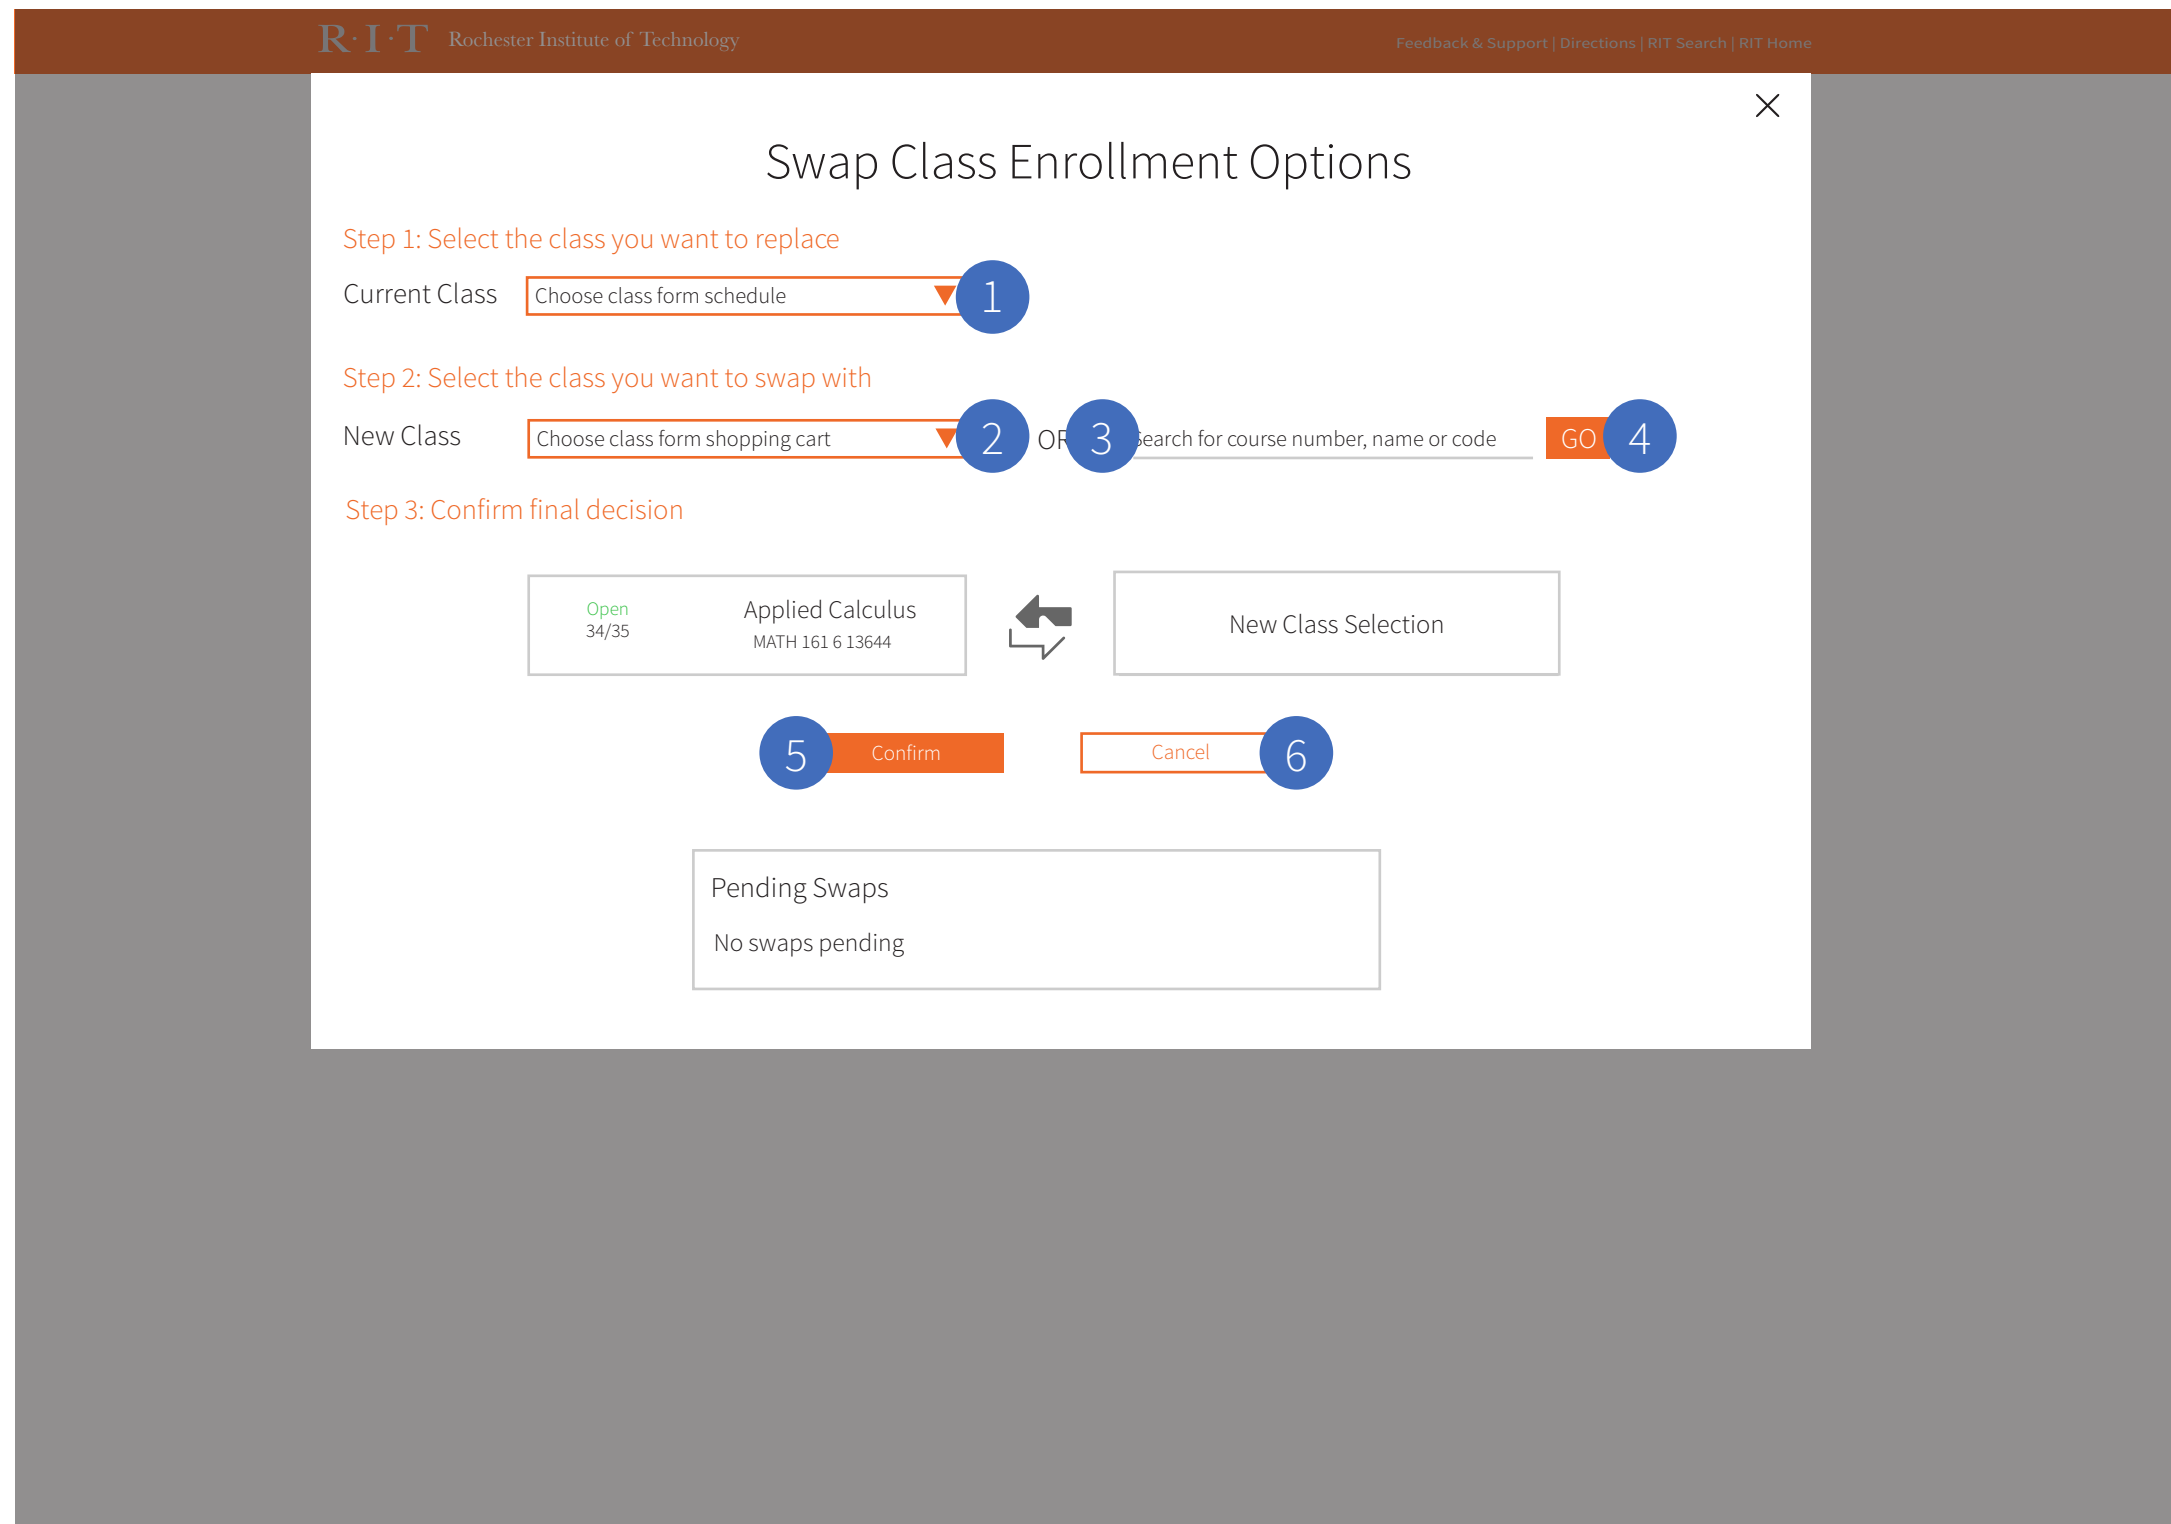 R·I·T Rochester Institute of Technology
Feedback & Support | Directions | RIT Search | RIT Home
Swap Class Enrollment Options
Step 1: Select the class you want to replace
Current Class Choose class form schedule 1
Step 2: Select the class you want to swap with
New Class Choose class form shopping cart 2 OR 3 Search for course number, name or code GO 4
Step 3: Confirm final decision
Open
34/35
Applied Calculus
MATH 161 6 13644
New Class Selection
5 Confirm
Cancel 6
Pending Swaps
No swaps pending